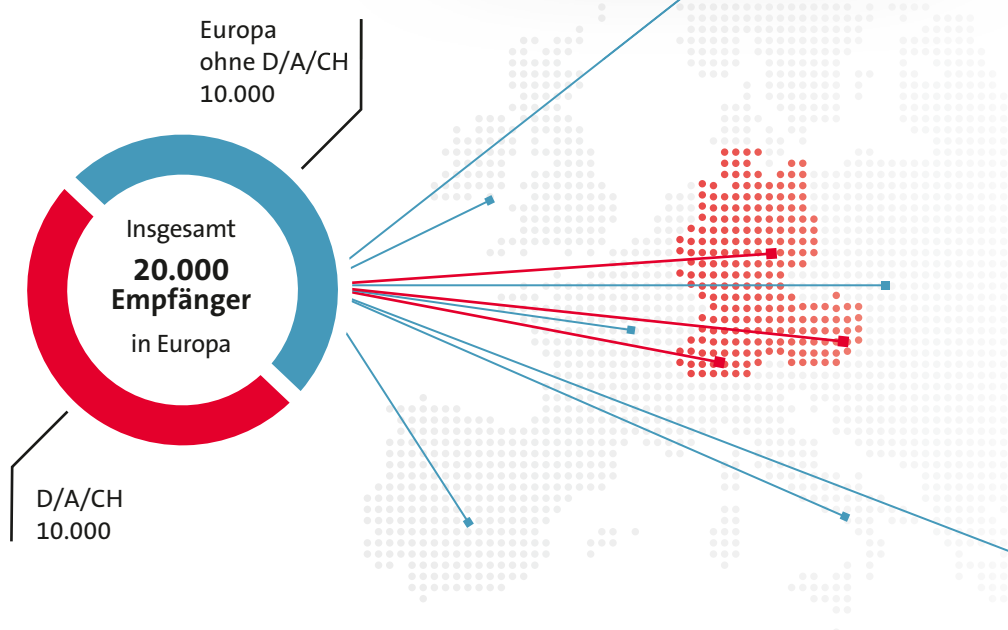 Europa
ohne D/A/CH
10.000
Insgesamt
20.000
Empfänger
in Europa
D/A/CH
10.000